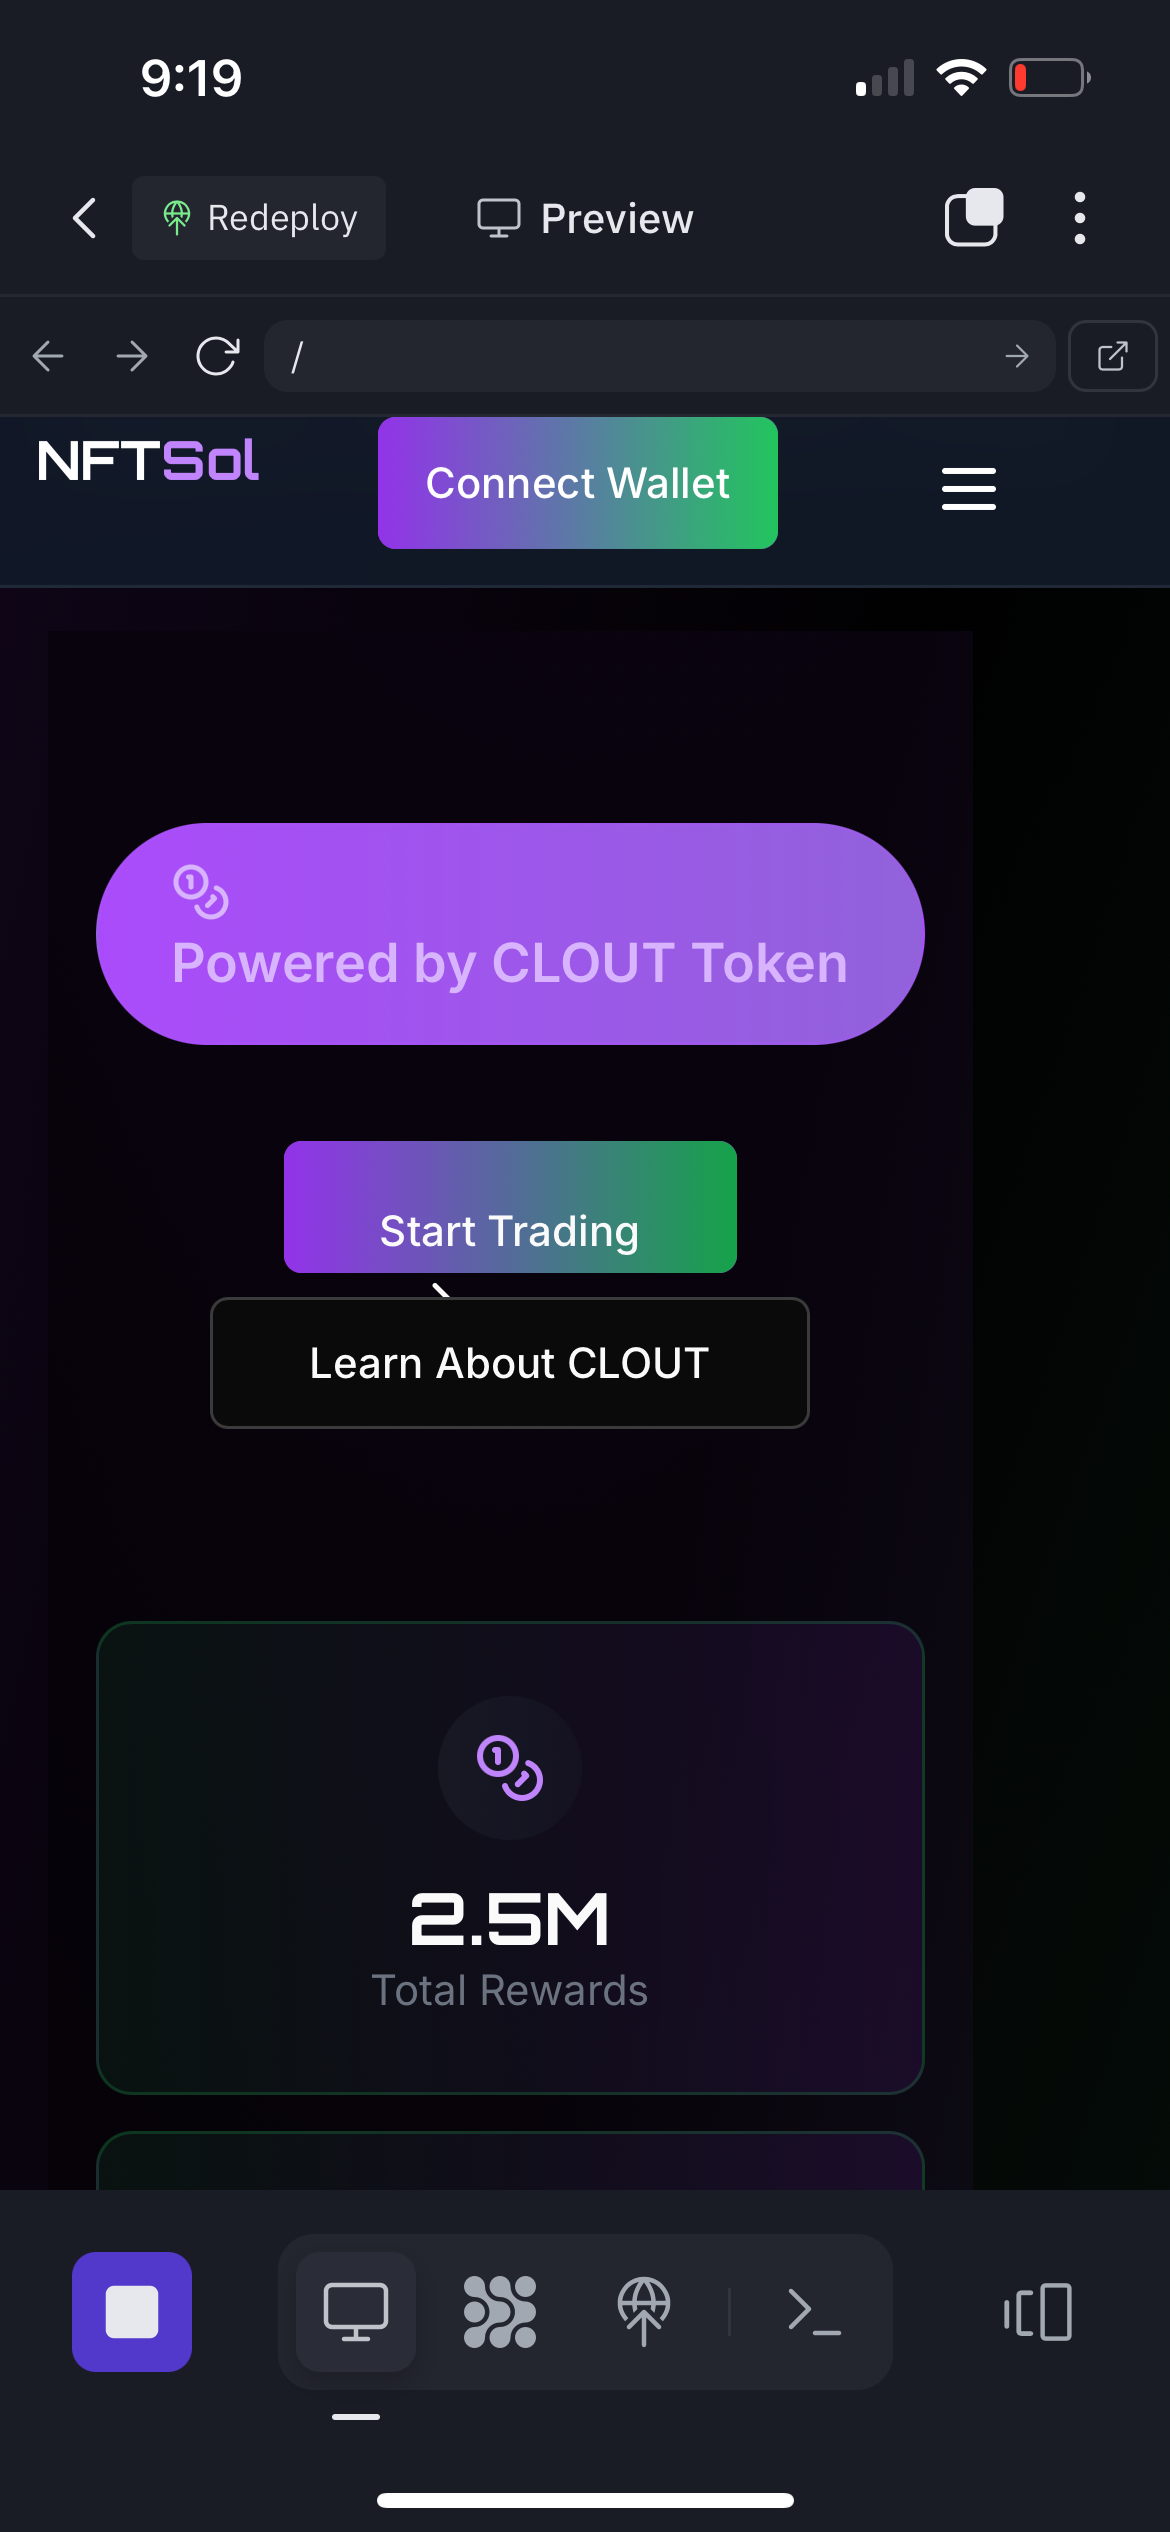 9:19
Redeploy
Preview
/
NFTSol
Connect Wallet
Powered by CLOUT Token
Start Trading
Learn About CLOUT
2.5M
Total Rewards